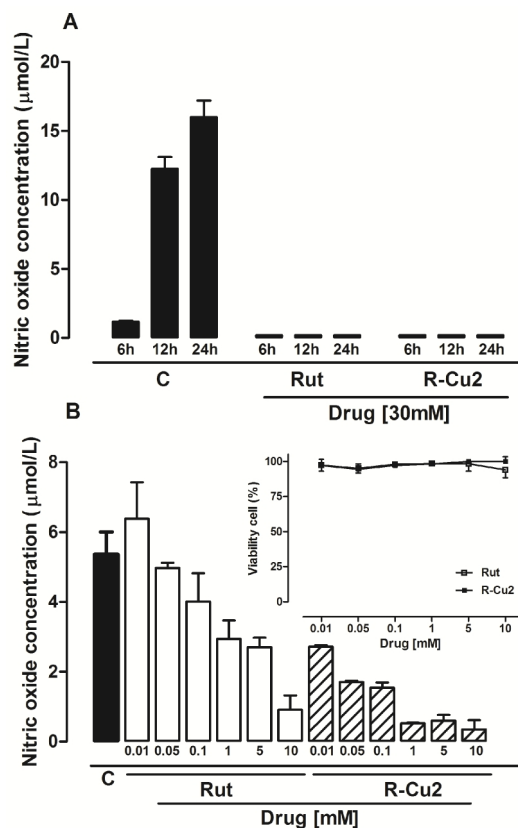 A
Nitric oxide concentration (μmol/L)
20
15
10
5
0
6h 12h 24h 6h 12h 24h 6h 12h 24h
C Rut R-Cu2
Drug [30mM]
B
Nitric oxide concentration (μmol/L)
8
6
4
2
0
Viability cell (%)
100
75
50
25
0
Rut
R-Cu2
0.01 0.05 0.1 1 5 10
Drug [mM]
0.01 0.05 0.1 1 5 10 0.01 0.05 0.1 1 5 10
C Rut R-Cu2
Drug [mM]